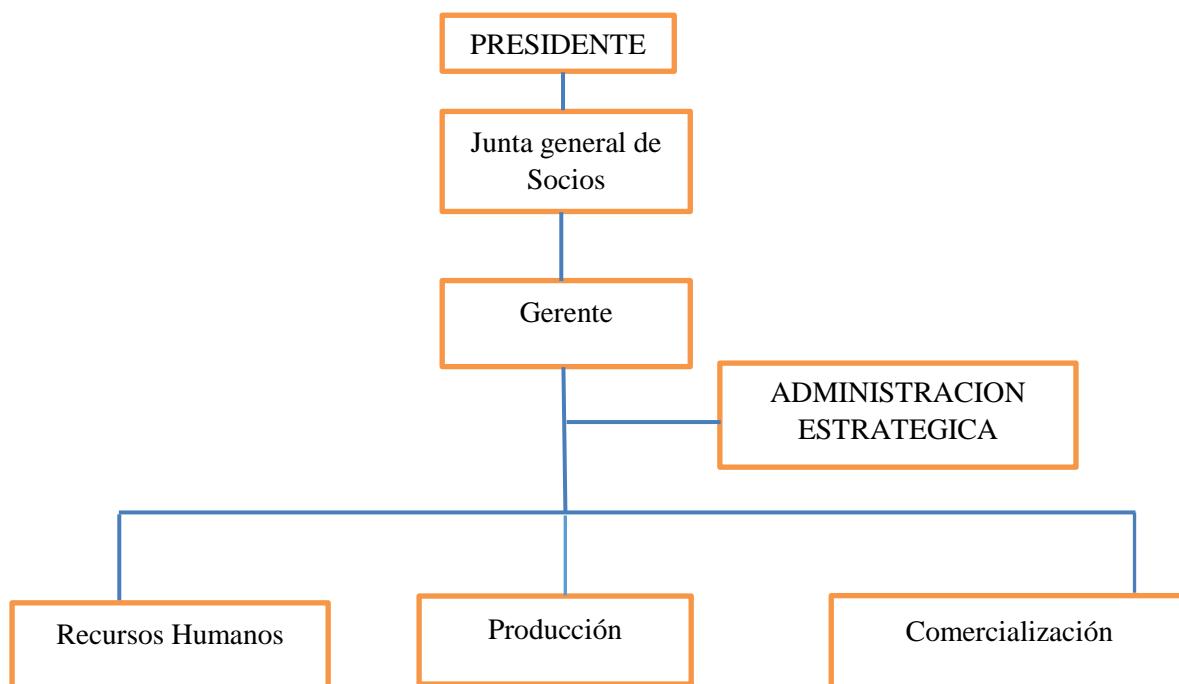 PRESIDENTE
Junta general de
Socios
Gerente
ADMINISTRACION
ESTRATEGICA
Recursos Humanos
Producción
Comercialización